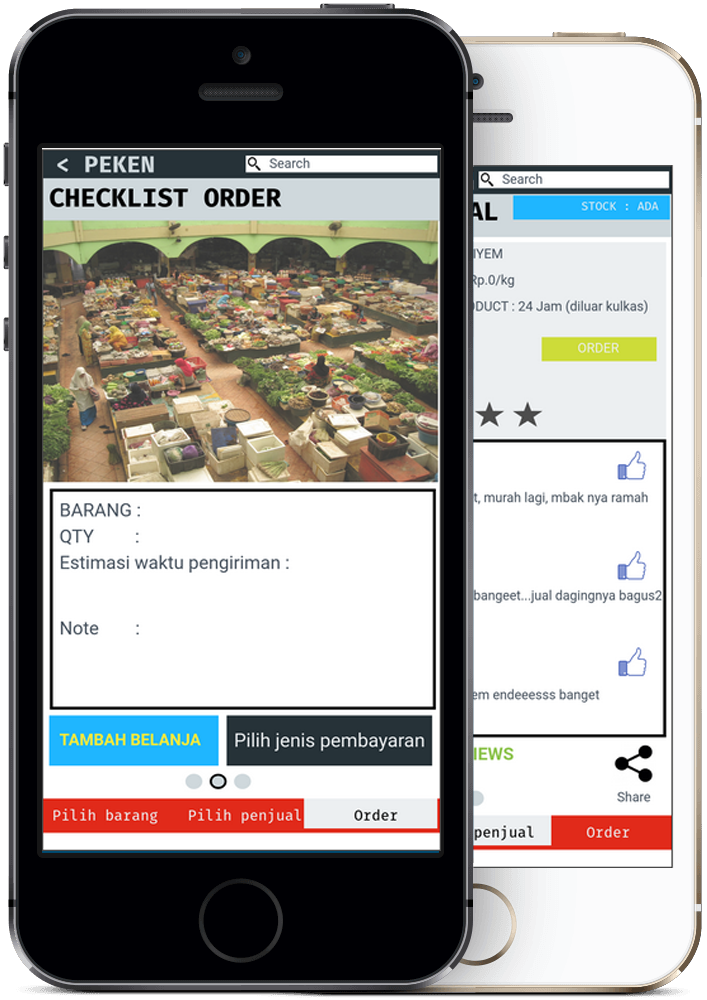 < PEKEN
Search
CHECKLIST ORDER
BARANG :
QTY :
Estimasi waktu pengiriman :
Note :
TAMBAH BELANJA
Pilih jenis pembayaran
Pilih barang
Pilih penjual
Order
Search
AL
STOCK : ADA
IYEM
Rp.0/kg
DUCT : 24 Jam (diluar kulkas)
ORDER
t, murah lagi, mbak nya ramah
bangeet...jual dagingnya bagus2
em endeeesss banget
IEWS
Share
penjual
Order